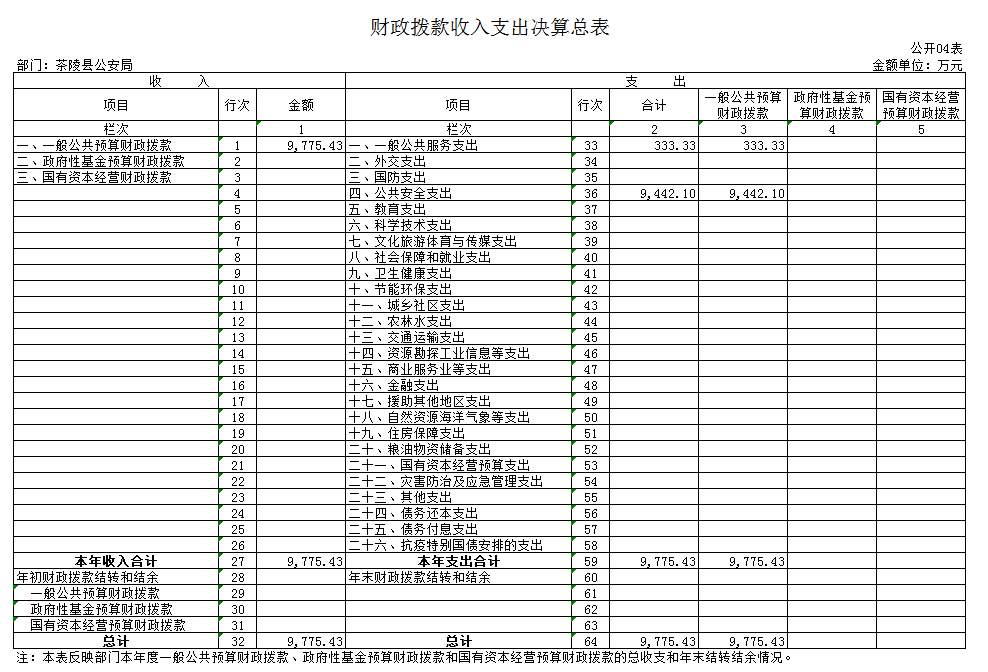 财政拨款收入支出决算总表
公开04表
部门：茶陵县公安局 金额单位：万元
收 入 支 出
项目 行次 金额 项目 行次 合计 一般公共预算财政拨款 政府性基金预算财政拨款 国有资本经营预算财政拨款
栏次 1 栏次 2 3 4 5
一、一般公共预算财政拨款 1 9,775.43 一、一般公共服务支出 33 333.33 333.33
二、政府性基金预算财政拨款 2 二、外交支出 34
三、国有资本经营财政拨款 3 三、国防支出 35
4 四、公共安全支出 36 9,442.10 9,442.10
5 五、教育支出 37
6 六、科学技术支出 38
7 七、文化旅游体育与传媒支出 39
8 八、社会保障和就业支出 40
9 九、卫生健康支出 41
10 十、节能环保支出 42
11 十一、城乡社区支出 43
12 十二、农林水支出 44
13 十三、交通运输支出 45
14 十四、资源勘探工业信息等支出 46
15 十五、商业服务业等支出 47
16 十六、金融支出 48
17 十七、援助其他地区支出 49
18 十八、自然资源海洋气象等支出 50
19 十九、住房保障支出 51
20 二十、粮油物资储备支出 52
21 二十一、国有资本经营预算支出 53
22 二十二、灾害防治及应急管理支出 54
23 二十三、其他支出 55
24 二十四、债务还本支出 56
25 二十五、债务付息支出 57
26 二十六、抗疫特别国债安排的支出 58
本年收入合计 27 9,775.43 本年支出合计 59 9,775.43 9,775.43
年初财政拨款结转和结余 28 年末财政拨款结转和结余 60
一般公共预算财政拨款 29 61
政府性基金预算财政拨款 30 62
国有资本经营预算财政拨款 31 63
总计 32 9,775.43 总计 64 9,775.43 9,775.43
注：本表反映部门本年度一般公共预算财政拨款、政府性基金预算财政拨款和国有资本经营预算财政拨款的总收支和年末结转结余情况。